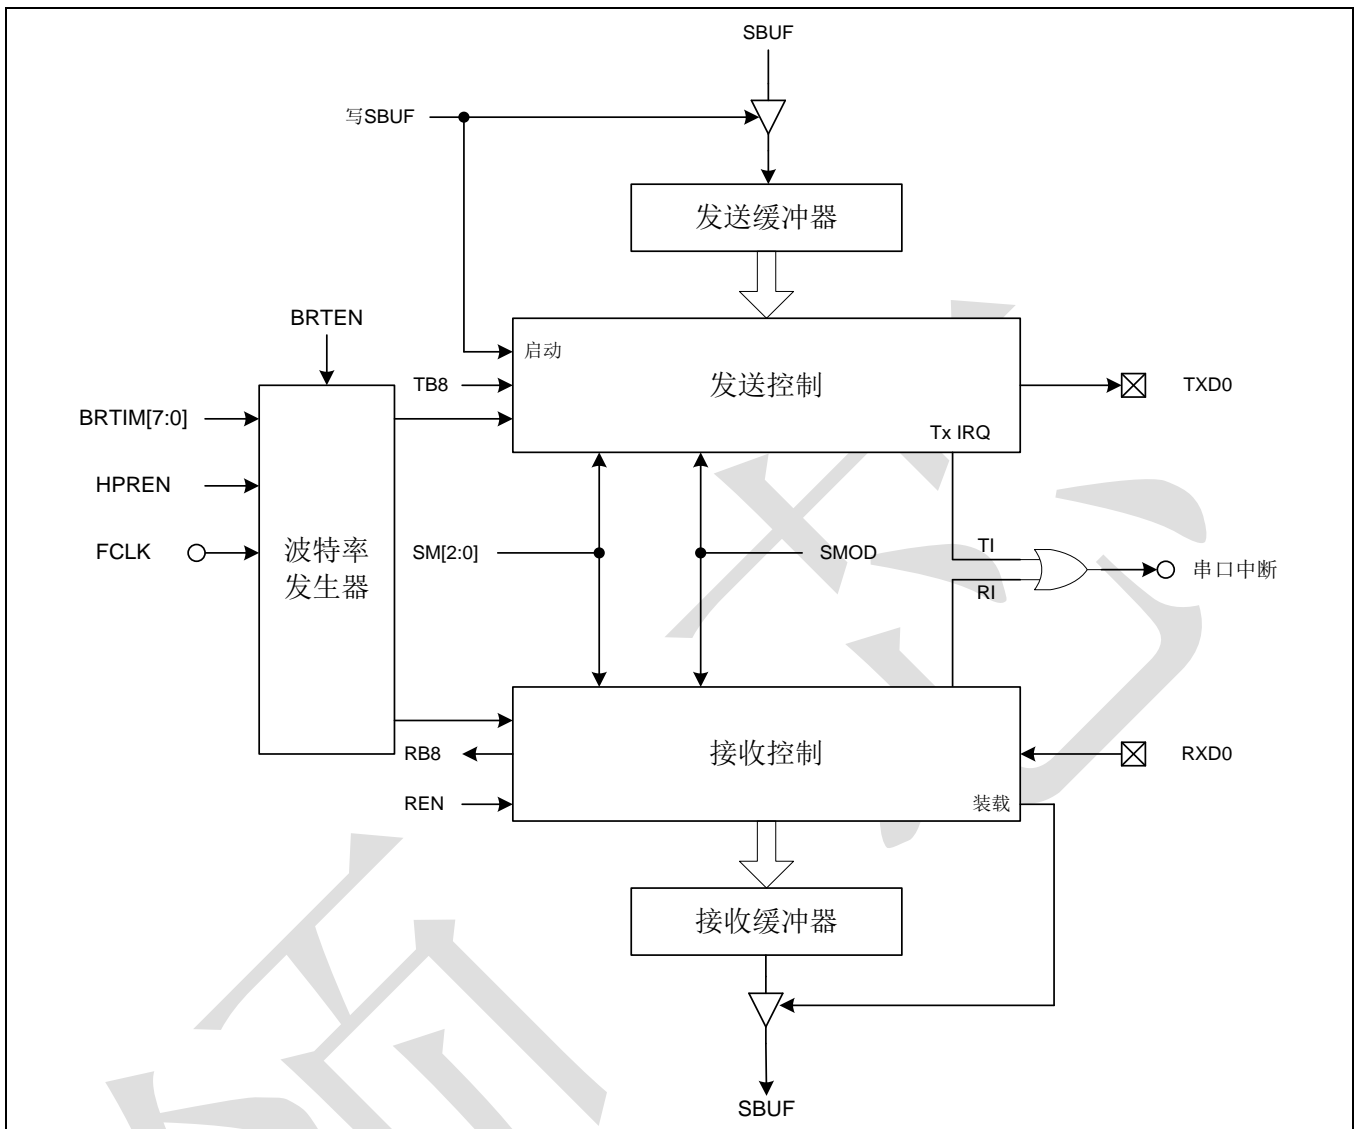 SBUF
写SBUF
发送缓冲器
BRTEN
启动
TB8
发送控制
TXD0
BRTIM[7:0]
Tx IRQ
HPREN
FCLK
波特率
发生器
SM[2:0]
SMOD
TI
RI
串口中断
RB8
接收控制
RXD0
REN
装载
接收缓冲器
SBUF